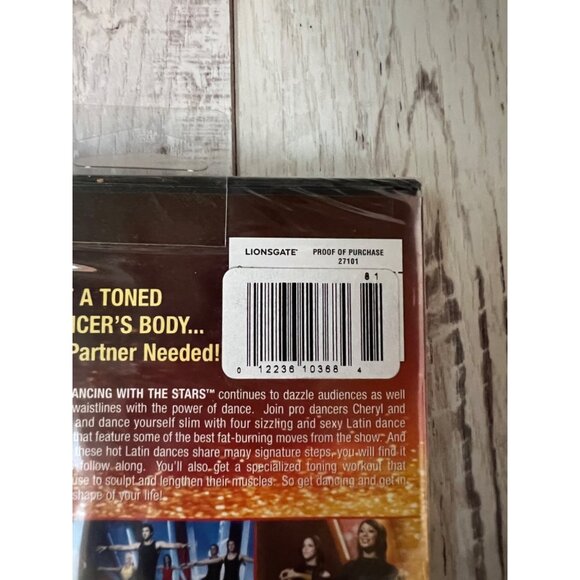 LIONSGATE PROOF OF PURCHASE
27101
81
0 12236 10368 4
A TONED
NCER'S BODY...
Partner Needed!
ANCING WITH THE STARS™ continues to dazzle audiences as well
waistlines with the power of dance. Join pro dancers Cheryl and
and dance yourself slim with four sizzling and sexy Latin dance
that feature some of the best fat-burning moves from the show. And
these hot Latin dances share many signature steps, you will find it
follow along. You'll also get a specialized toning workout that
use to sculpt and lengthen their muscles. So get dancing and get in
shape of your life!